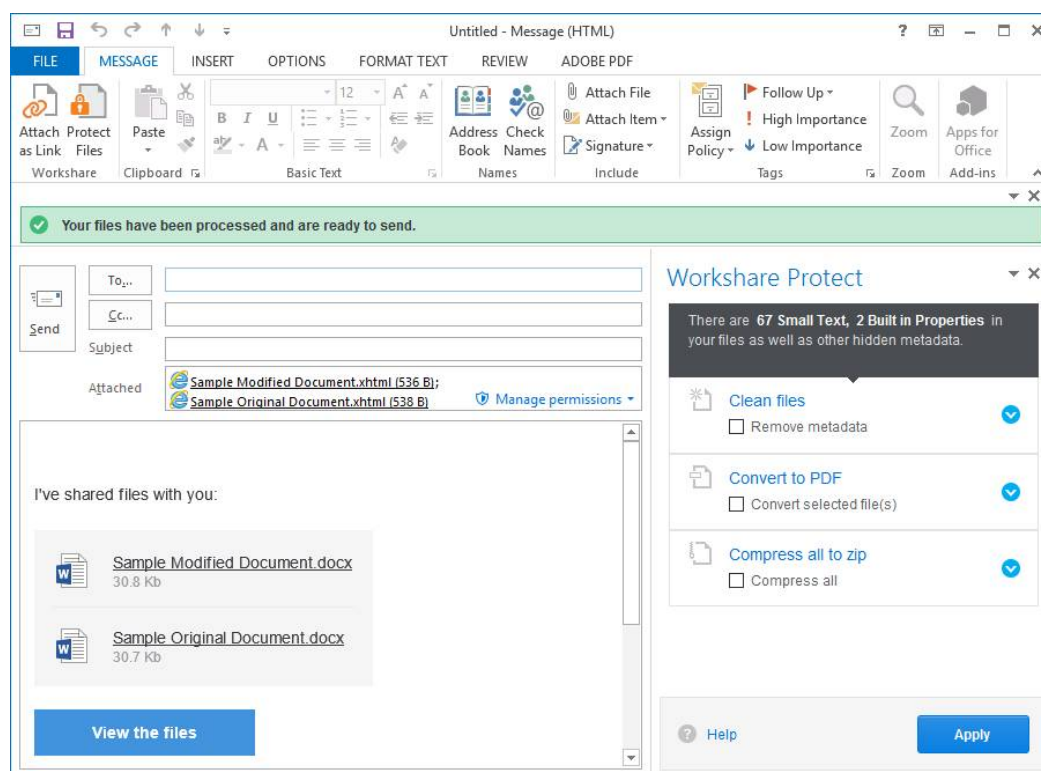 Untitled - Message (HTML)
?
FILE MESSAGE INSERT OPTIONS FORMAT TEXT REVIEW ADOBE PDF
Attach as Link
Protect Files
Workshare
Paste
Clipboard
12
A A
B I U
aby A
Basic Text
Address Book
Check Names
Names
Attach File
Attach Item
Signature
Include
Assign Policy
Follow Up
High Importance
Low Importance
Tags
Zoom
Zoom
Apps for Office
Add-ins
Your files have been processed and are ready to send.
Send
To...
Cc...
Subject
Attached
Sample Modified Document.xhtml (536 B);
Sample Original Document.xhtml (538 B)
Manage permissions
I've shared files with you:
Sample Modified Document.docx
30.8 Kb
Sample Original Document.docx
30.7 Kb
View the files
Workshare Protect
There are 67 Small Text, 2 Built in Properties in
your files as well as other hidden metadata.
Clean files
Remove metadata
Convert to PDF
Convert selected file(s)
Compress all to zip
Compress all
? Help
Apply